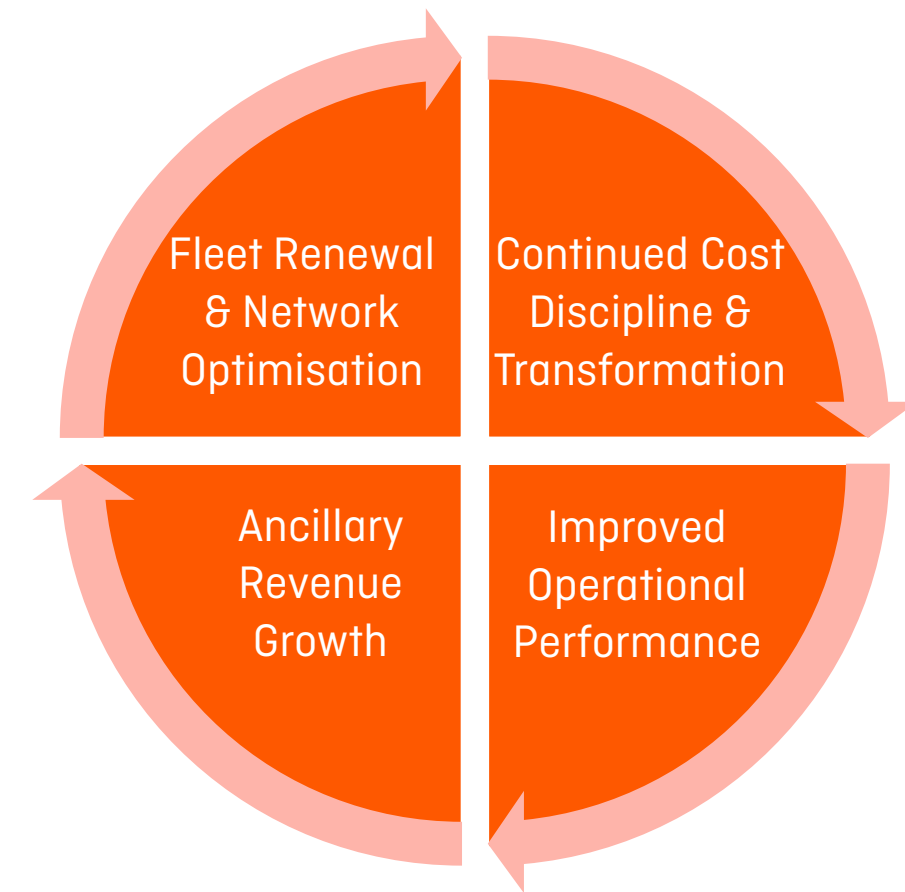 Fleet Renewal
& Network
Optimisation
Continued Cost
Discipline &
Transformation
Ancillary
Revenue
Growth
Improved
Operational
Performance